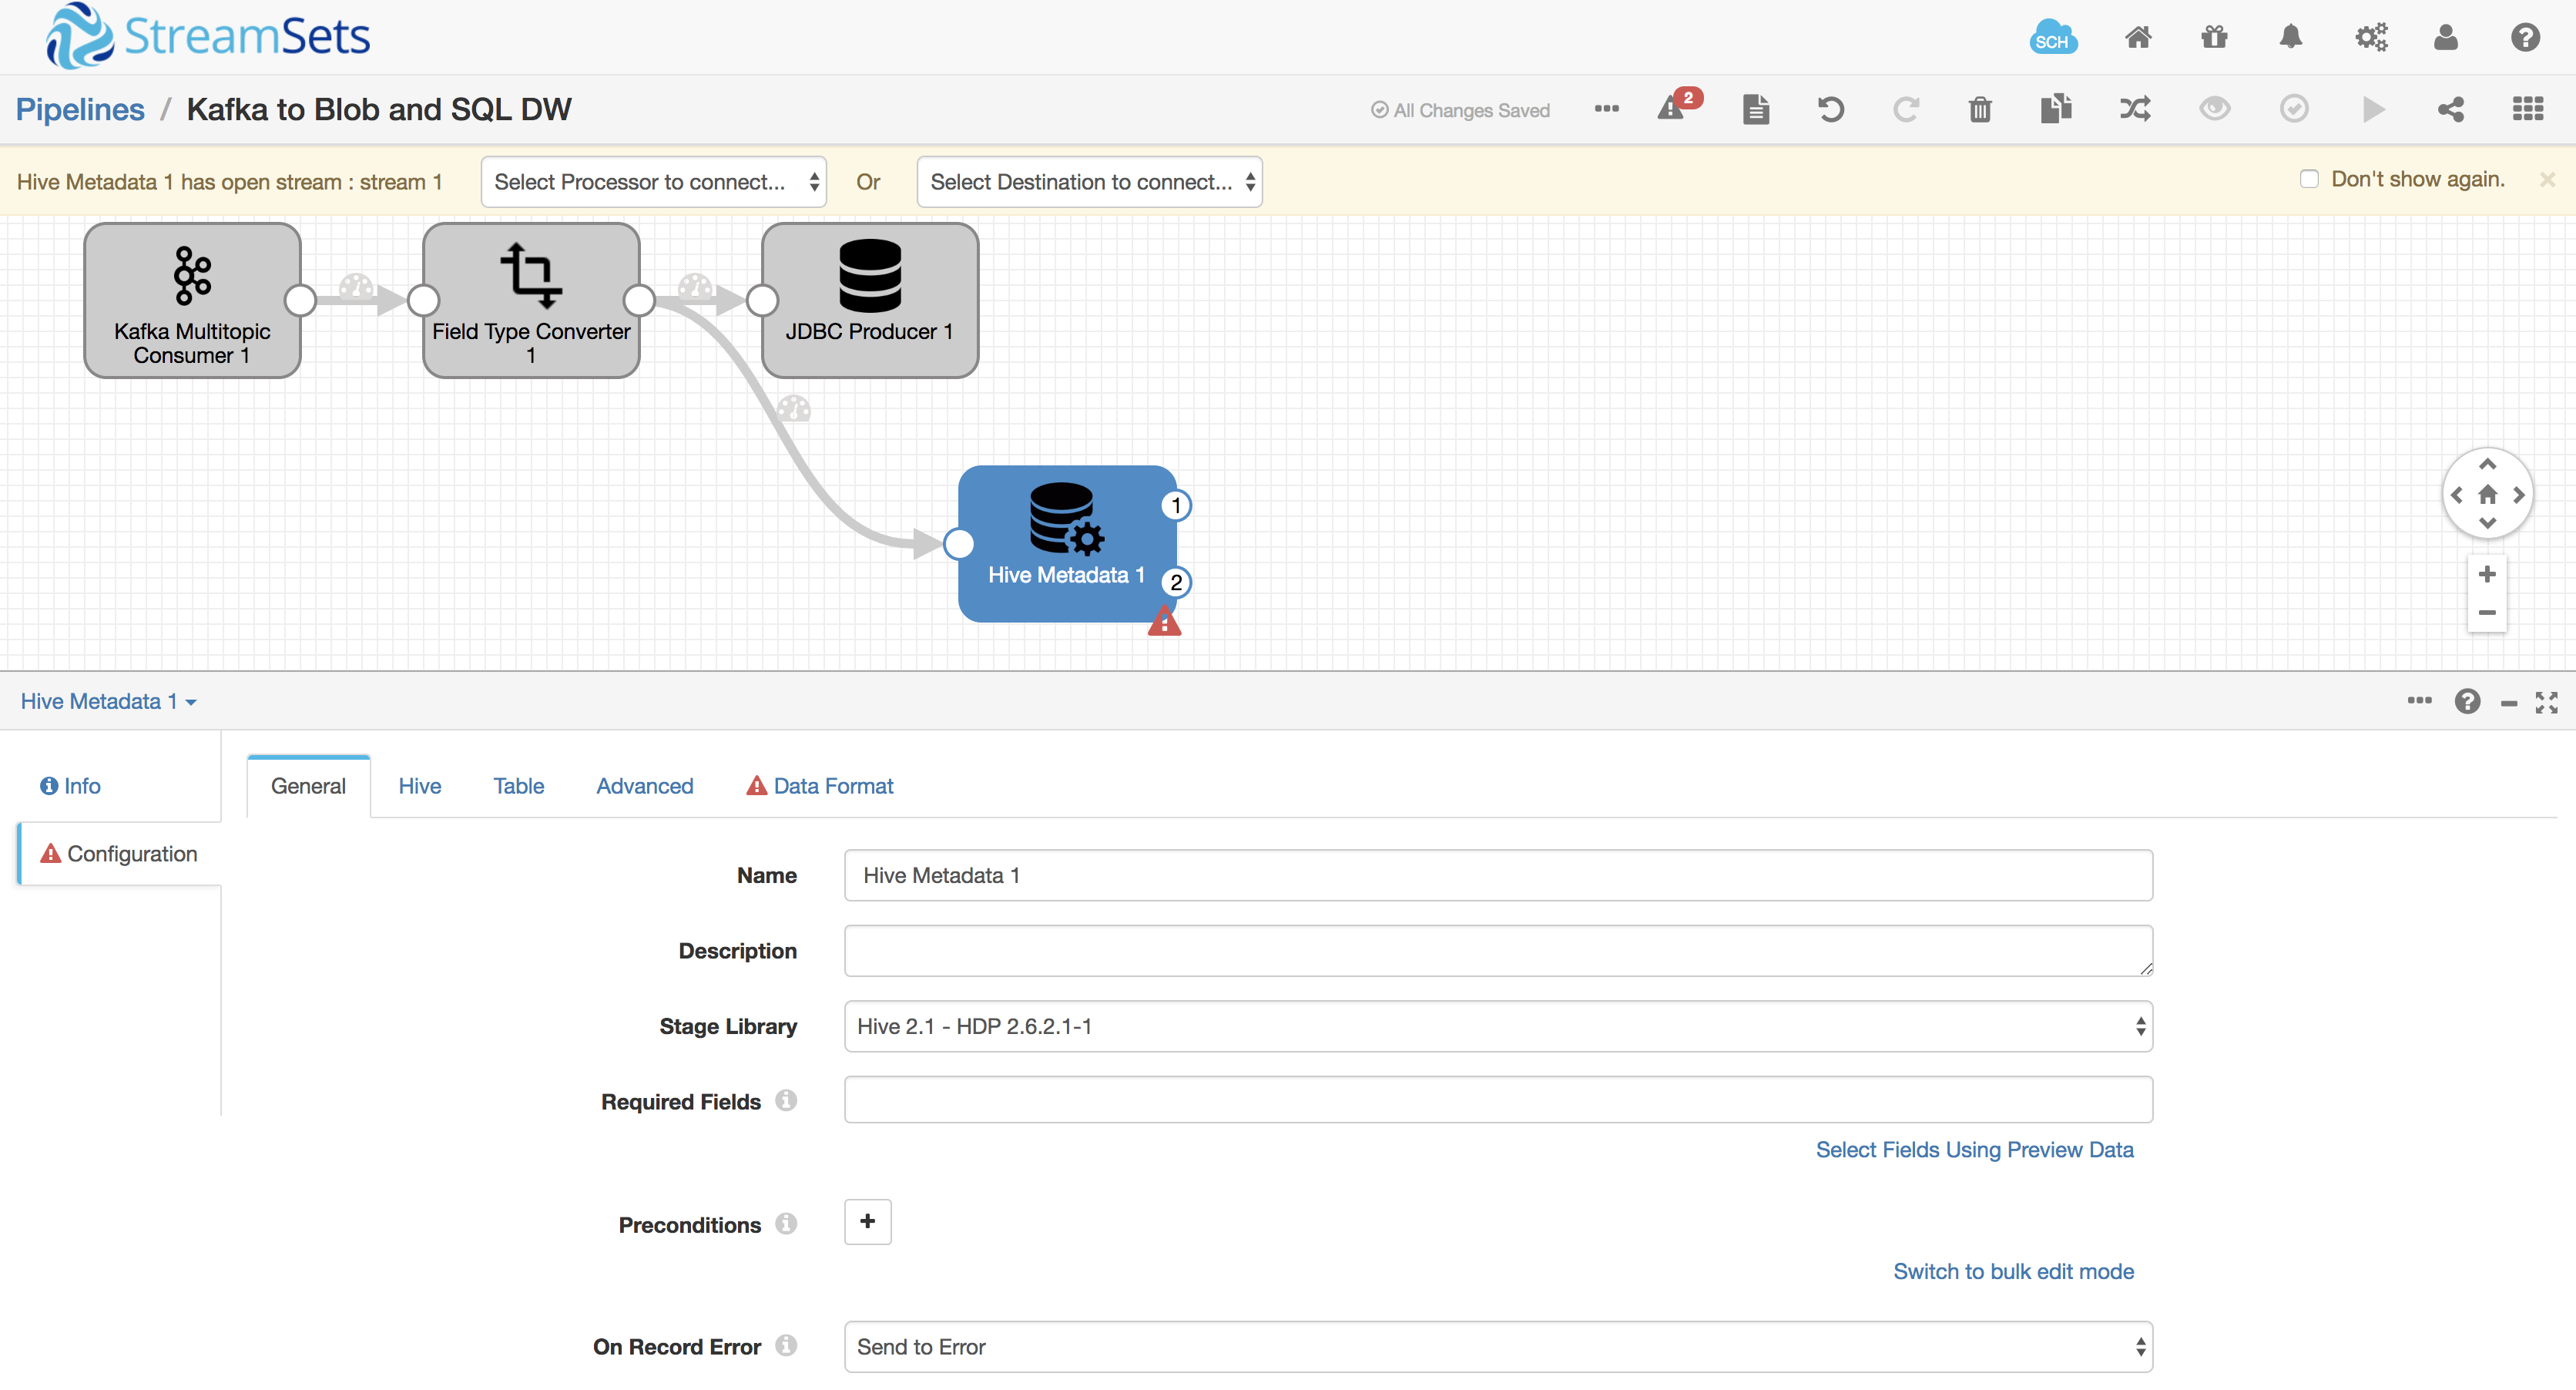 StreamSets
SCH
Pipelines / Kafka to Blob and SQL DW
All Changes Saved
2
Hive Metadata 1 has open stream : stream 1
Select Processor to connect...
Or
Select Destination to connect...
Don't show again.
Kafka Multitopic
Consumer 1
Field Type Converter
1
JDBC Producer 1
1
Hive Metadata 1
2
Hive Metadata 1
Info
Configuration
General
Hive
Table
Advanced
Data Format
Name
Hive Metadata 1
Description
Stage Library
Hive 2.1 - HDP 2.6.2.1-1
Required Fields
Select Fields Using Preview Data
Preconditions
+
Switch to bulk edit mode
On Record Error
Send to Error